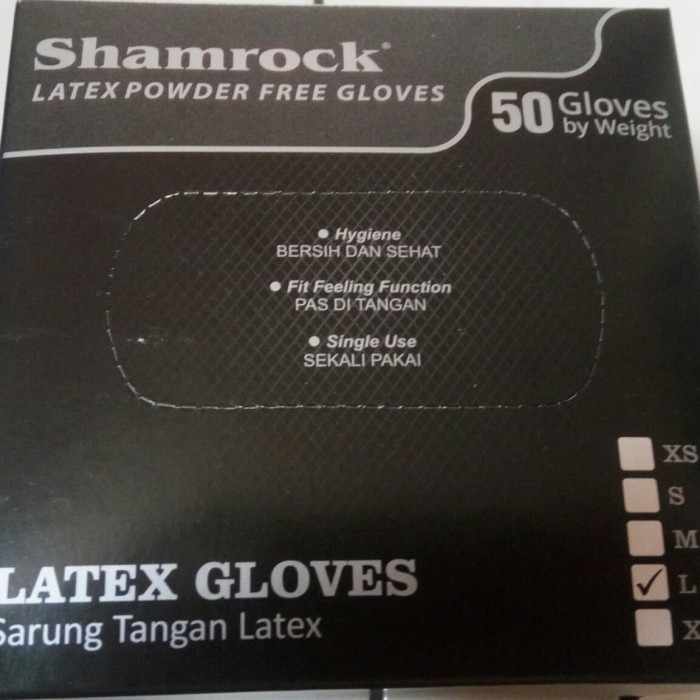 Shamrock®
LATEX POWDER FREE GLOVES
50 Gloves
by Weight
• Hygiene
BERSIH DAN SEHAT
• Fit Feeling Function
PAS DI TANGAN
• Single Use
SEKALI PAKAI
XS
S
M
✓ L
X
LATEX GLOVES
Sarung Tangan Latex